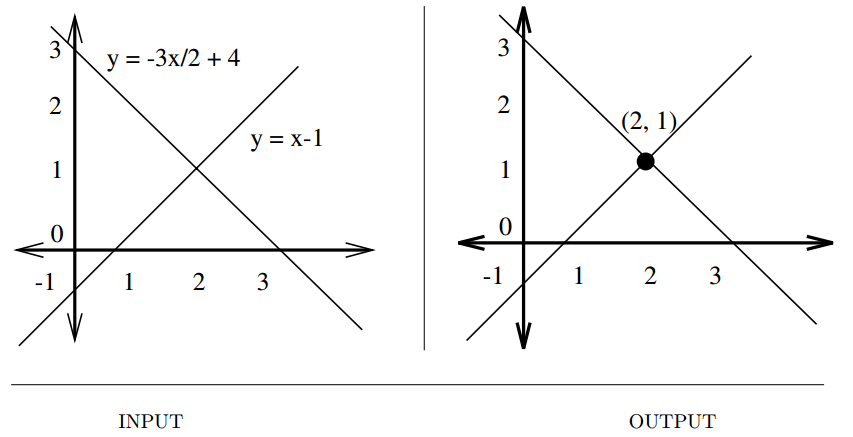 3
y = -3x/2 + 4
2
y = x-1
1
0
-1 1 2 3
3
2
(2, 1)
1
0
-1 1 2 3
INPUT
OUTPUT